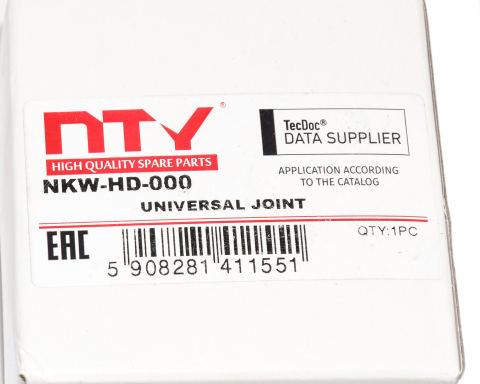 NTY®
HIGH QUALITY SPARE PARTS
NKW-HD-000
UNIVERSAL JOINT
TecDoc®
DATA SUPPLIER
APPLICATION ACCORDING
TO THE CATALOG
EAC
QTY:1PC
5 908281 411551